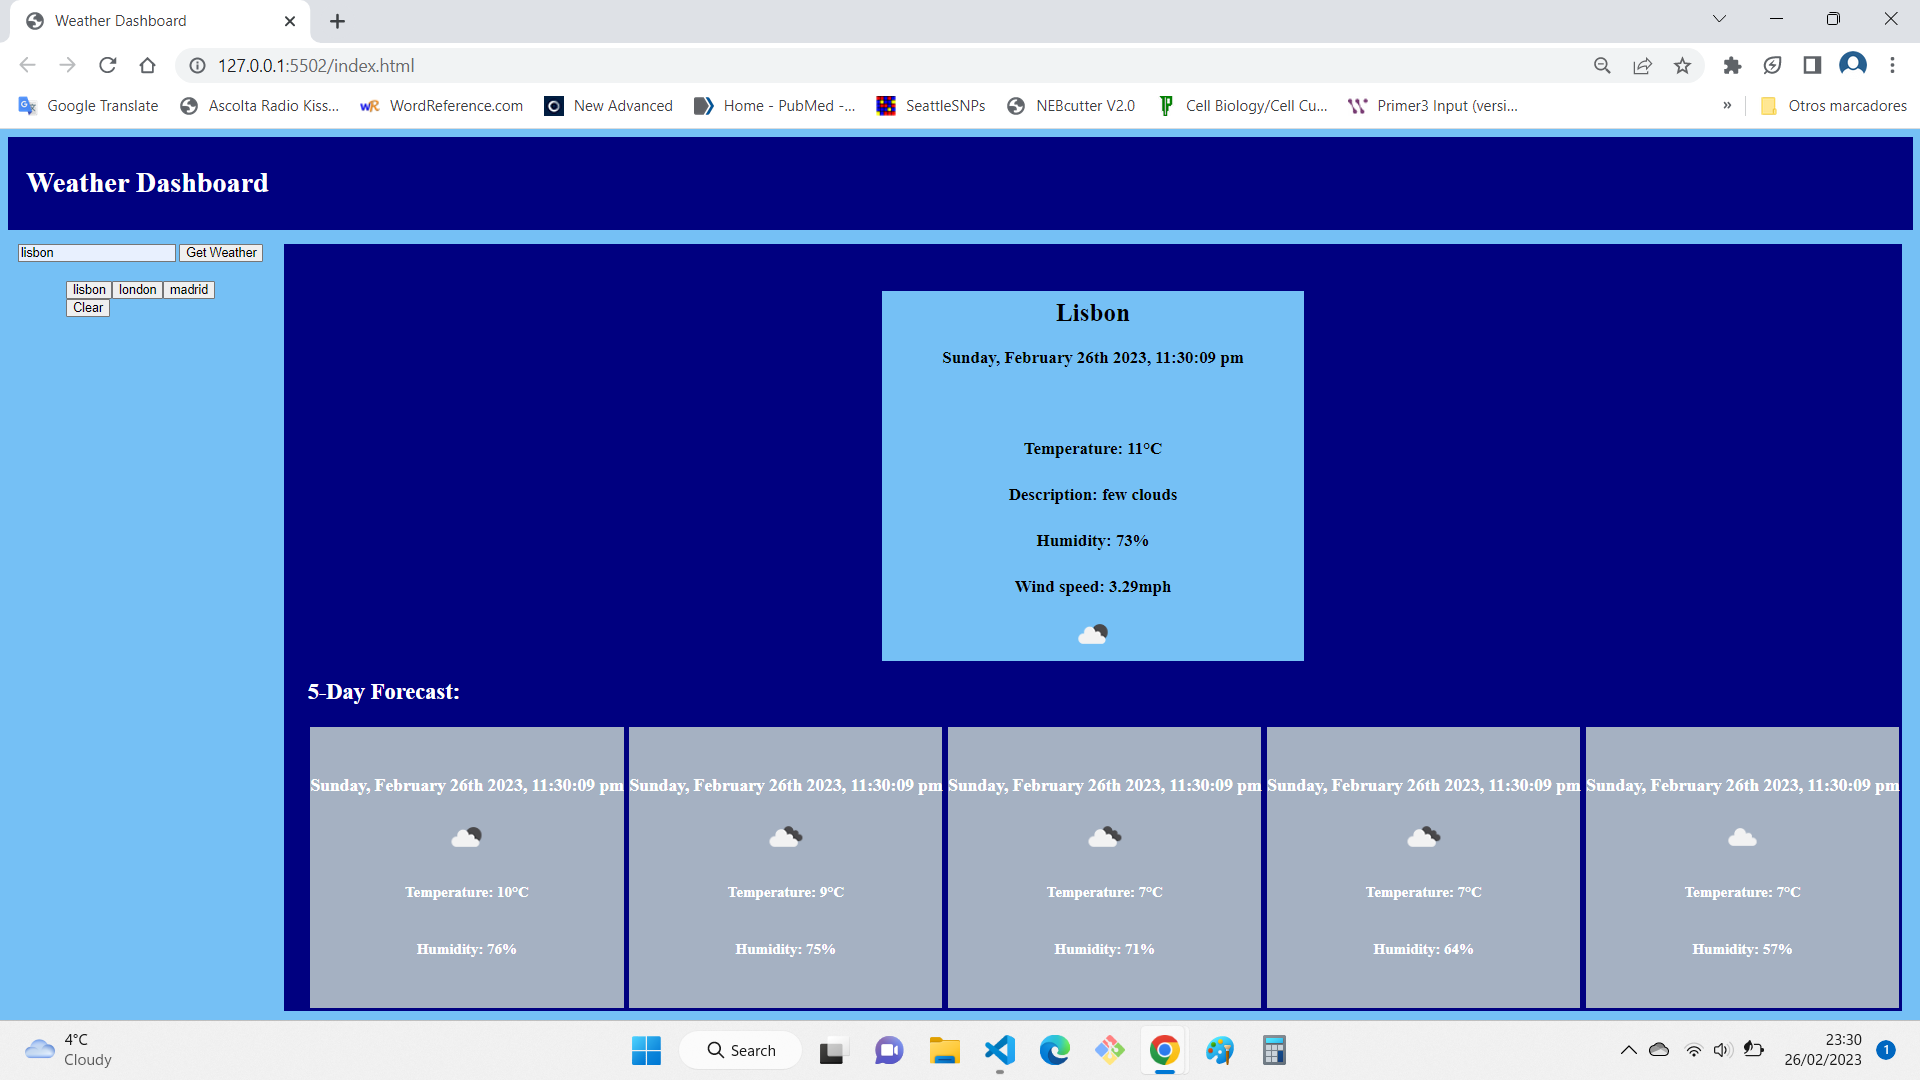 Weather Dashboard
127.0.0.1:5502/index.html
Google Translate
Ascolta Radio Kiss...
WordReference.com
New Advanced
Home - PubMed -...
SeattleSNPs
NEBcutter V2.0
Cell Biology/Cell Cu...
Primer3 Input (versi...
»
Otros marcadores
Weather Dashboard
lisbon Get Weather
lisbon london madrid
Clear
Lisbon
Sunday, February 26th 2023, 11:30:09 pm
Temperature: 11°C
Description: few clouds
Humidity: 73%
Wind speed: 3.29mph
5-Day Forecast:
Sunday, February 26th 2023, 11:30:09 pm
Temperature: 10°C
Humidity: 76%
Sunday, February 26th 2023, 11:30:09 pm
Temperature: 9°C
Humidity: 75%
Sunday, February 26th 2023, 11:30:09 pm
Temperature: 7°C
Humidity: 71%
Sunday, February 26th 2023, 11:30:09 pm
Temperature: 7°C
Humidity: 64%
Sunday, February 26th 2023, 11:30:09 pm
Temperature: 7°C
Humidity: 57%
4°C
Cloudy
Search
23:30
26/02/2023
1